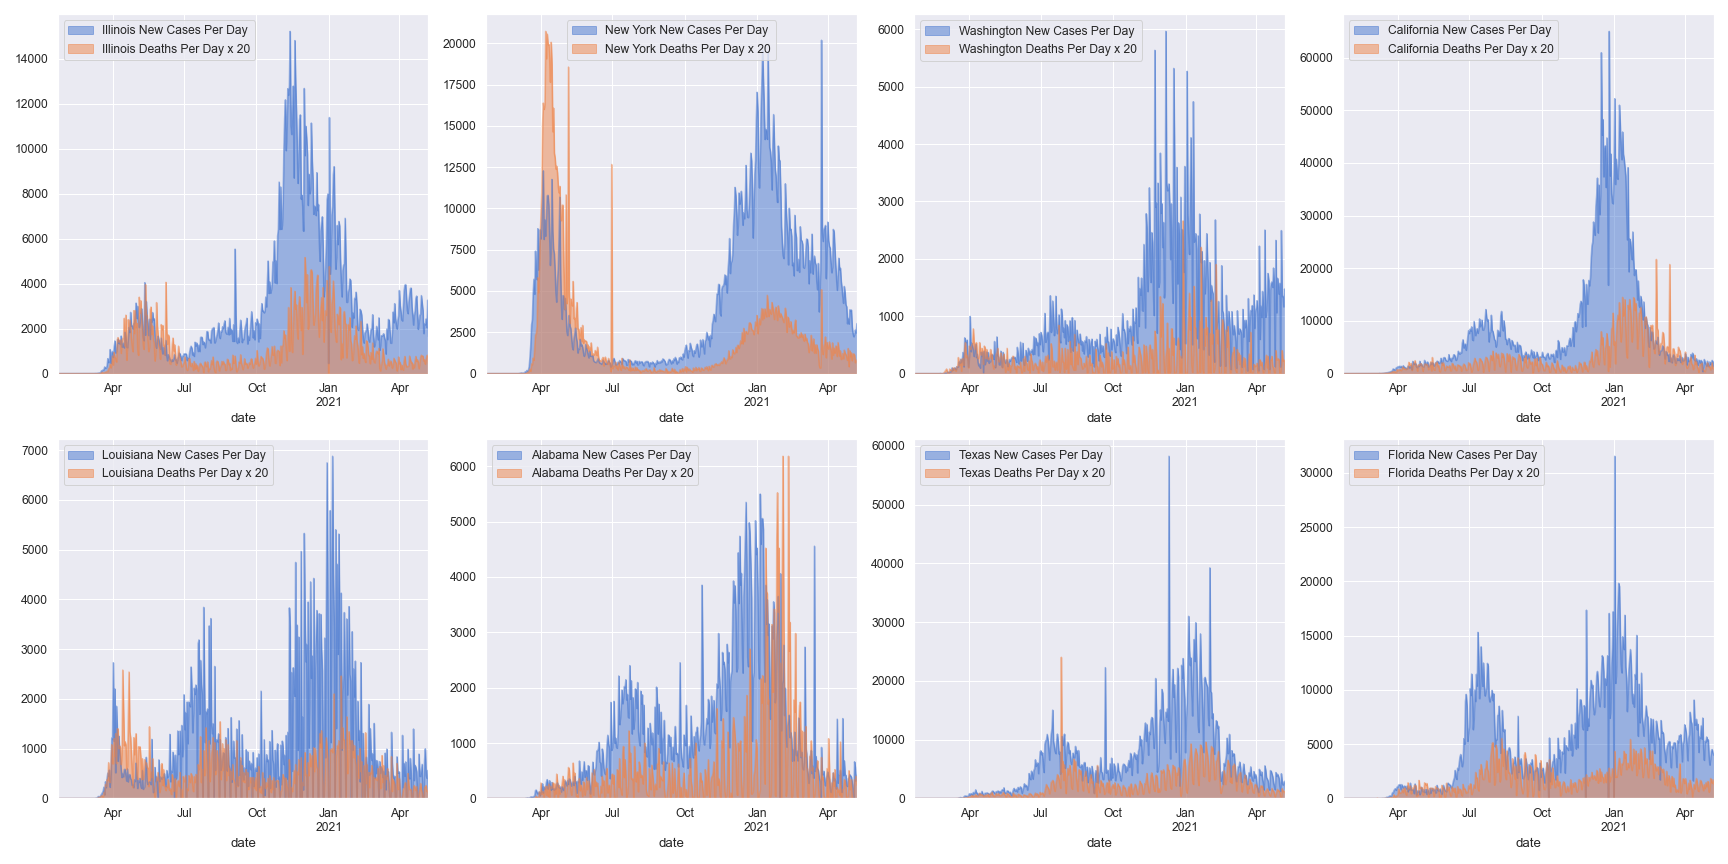 Illinois New Cases Per Day
Illinois Deaths Per Day x 20
14000
12000
10000
8000
6000
4000
2000
0
Apr Jul Oct Jan Apr
2021
date
New York New Cases Per Day
New York Deaths Per Day x 20
20000
17500
15000
12500
10000
7500
5000
2500
0
Apr Jul Oct Jan Apr
2021
date
Washington New Cases Per Day
Washington Deaths Per Day x 20
6000
5000
4000
3000
2000
1000
0
Apr Jul Oct Jan Apr
2021
date
California New Cases Per Day
California Deaths Per Day x 20
60000
50000
40000
30000
20000
10000
0
Apr Jul Oct Jan Apr
2021
date
Louisiana New Cases Per Day
Louisiana Deaths Per Day x 20
7000
6000
5000
4000
3000
2000
1000
0
Apr Jul Oct Jan Apr
2021
date
Alabama New Cases Per Day
Alabama Deaths Per Day x 20
6000
5000
4000
3000
2000
1000
0
Apr Jul Oct Jan Apr
2021
date
Texas New Cases Per Day
Texas Deaths Per Day x 20
60000
50000
40000
30000
20000
10000
0
Apr Jul Oct Jan Apr
2021
date
Florida New Cases Per Day
Florida Deaths Per Day x 20
30000
25000
20000
15000
10000
5000
0
Apr Jul Oct Jan Apr
2021
date